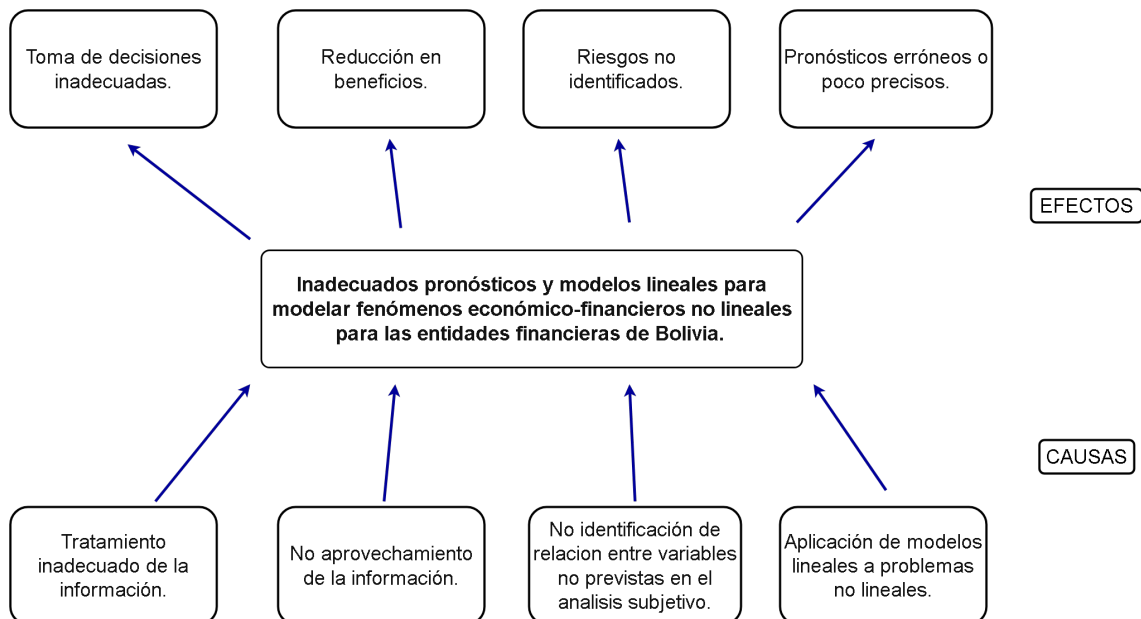 Toma de decisiones
inadecuadas.
Reducción en
beneficios.
Riesgos no
identificados.
Pronósticos erróneos o
poco precisos.
EFECTOS
Inadecuados pronósticos y modelos lineales para
modelar fenómenos económico-financieros no lineales
para las entidades financieras de Bolivia.
CAUSAS
Tratamiento
inadecuado de la
información.
No aprovechamiento
de la información.
No identificación de
relacion entre variables
no previstas en el
analisis subjetivo.
Aplicación de modelos
lineales a problemas
no lineales.